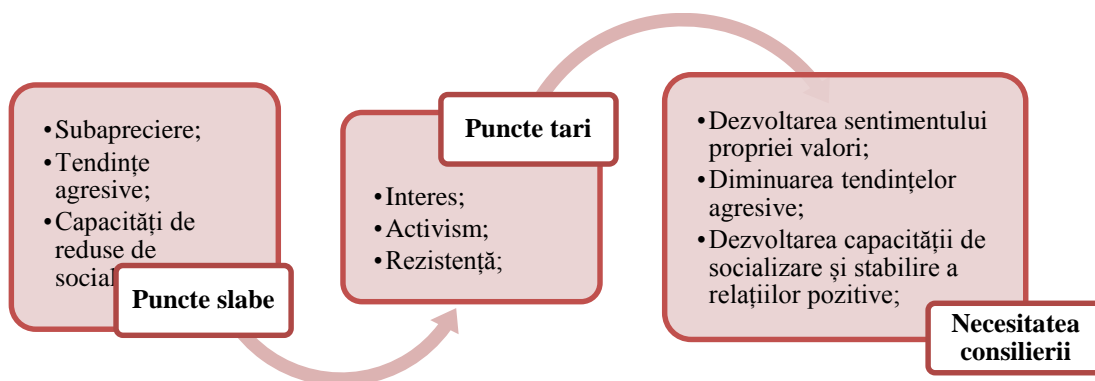 •Subapreciere;
•Tendințe
agresive;
•Capacități de
reduse de
Puncte slabe
Puncte tari
•Interes;
•Activism;
•Rezistență;
•Dezvoltarea sentimentului
propriei valori;
•Diminuarea tendințelor
agresive;
•Dezvoltarea capacității de
socializare și stabilire a
relațiilor pozitive;
Necesitatea
consilierii